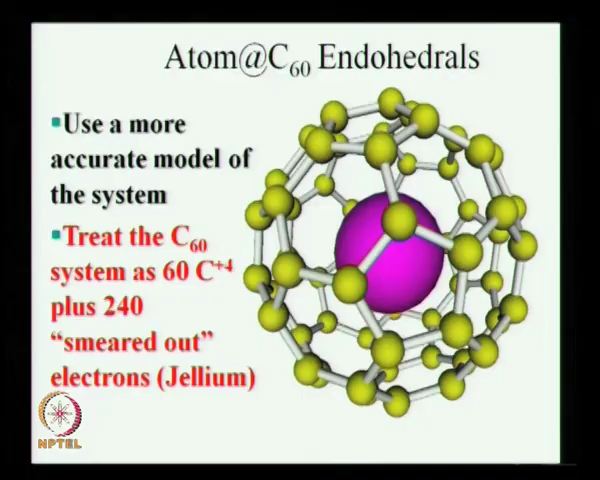 Atom@C₆₀ Endohedrals
▪Use a more
accurate model of
the system
▪Treat the C₆₀
system as 60 C⁺⁴
plus 240
“smeared out”
electrons (Jellium)
NPTEL